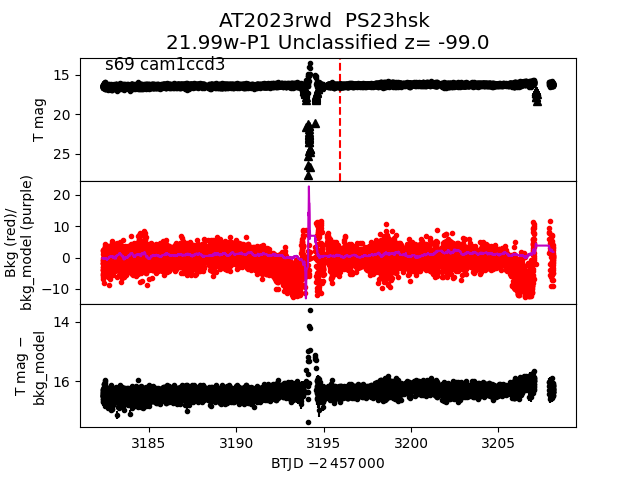 AT2023rwd  PS23hsk
21.99w-P1 Unclassified z= -99.0
s69 cam1ccd3
15
20
25
T mag
20
10
0
−10
Bkg (red)/
bkg_model (purple)
14
16
T mag −
bkg_model
3185
3190
3195
3200
3205
BTJD −2 457 000